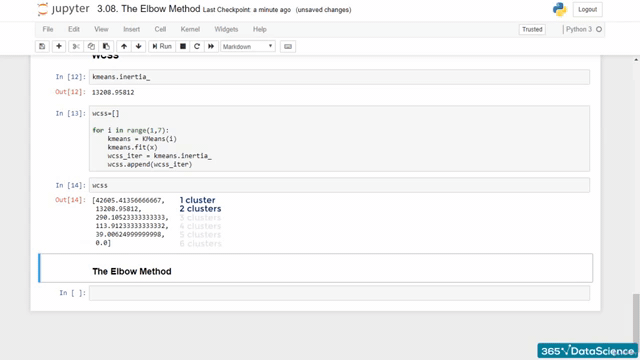 jupyter 3.08. The Elbow Method Last Checkpoint: a minute ago (unsaved changes)
Logout
File Edit View Insert Cell Kernel Widgets Help
Trusted
Python 3
Run
Markdown
WCSS
In [12]: kmeans.inertia_
Out[12]: 13208.95812
In [13]: wcss=[]
for i in range(1,7):
kmeans = KMeans(i)
kmeans.fit(x)
wcss_iter = kmeans.inertia_
wcss.append(wcss_iter)
In [14]: wcss
Out[14]: [42605.41356666667, 1 cluster
13208.95812, 2 clusters
290.10523333333333, 3 clusters
113.91233333333332, 4 clusters
39.00624999999998, 5 clusters
0.0] 6 clusters
The Elbow Method
In [ ]:
365 DataScience